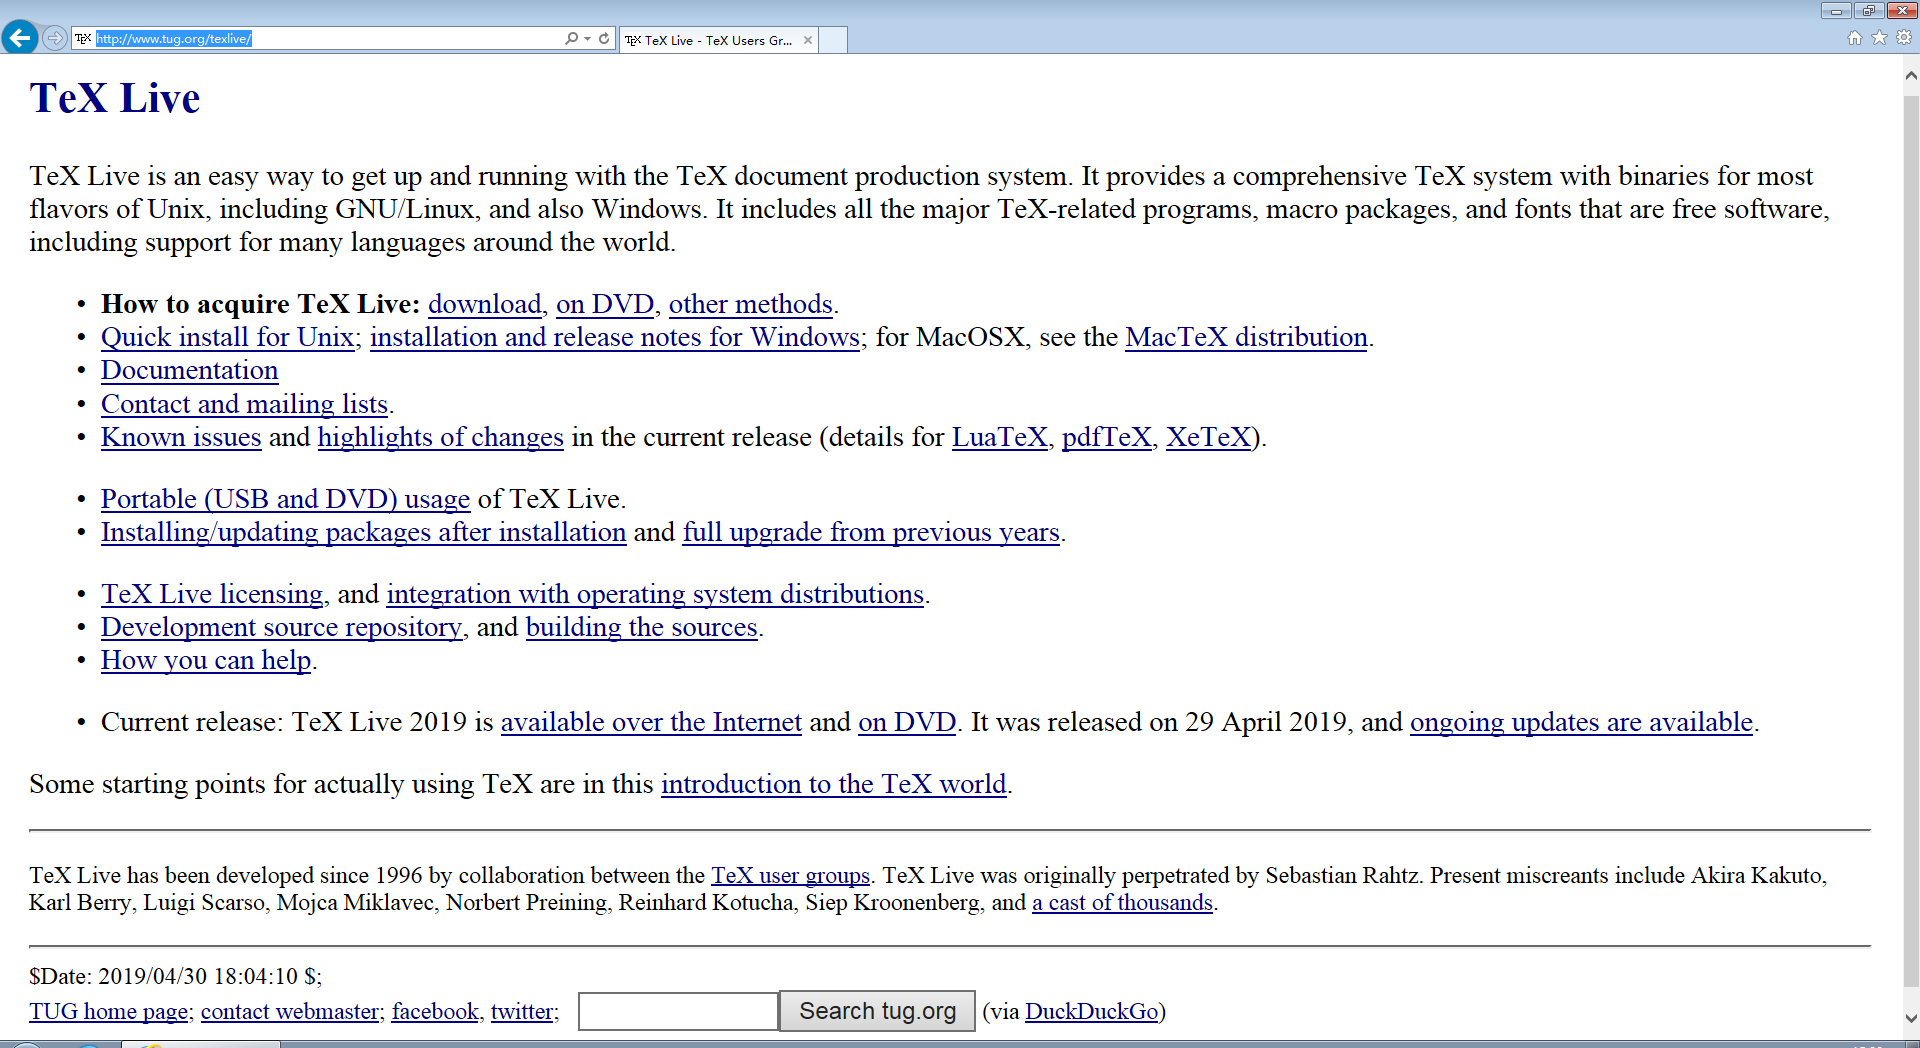 http://www.tug.org/texlive/
TeX Live - TeX Users Gr...
TeX Live
TeX Live is an easy way to get up and running with the TeX document production system. It provides a comprehensive TeX system with binaries for most
flavors of Unix, including GNU/Linux, and also Windows. It includes all the major TeX-related programs, macro packages, and fonts that are free software,
including support for many languages around the world.
• How to acquire TeX Live: download, on DVD, other methods.
• Quick install for Unix; installation and release notes for Windows; for MacOSX, see the MacTeX distribution.
• Documentation
• Contact and mailing lists.
• Known issues and highlights of changes in the current release (details for LuaTeX, pdfTeX, XeTeX).
• Portable (USB and DVD) usage of TeX Live.
• Installing/updating packages after installation and full upgrade from previous years.
• TeX Live licensing, and integration with operating system distributions.
• Development source repository, and building the sources.
• How you can help.
• Current release: TeX Live 2019 is available over the Internet and on DVD. It was released on 29 April 2019, and ongoing updates are available.
Some starting points for actually using TeX are in this introduction to the TeX world.
TeX Live has been developed since 1996 by collaboration between the TeX user groups. TeX Live was originally perpetrated by Sebastian Rahtz. Present miscreants include Akira Kakuto,
Karl Berry, Luigi Scarso, Mojca Miklavec, Norbert Preining, Reinhard Kotucha, Siep Kroonenberg, and a cast of thousands.
$Date: 2019/04/30 18:04:10 $;
TUG home page; contact webmaster; facebook, twitter; Search tug.org (via DuckDuckGo)